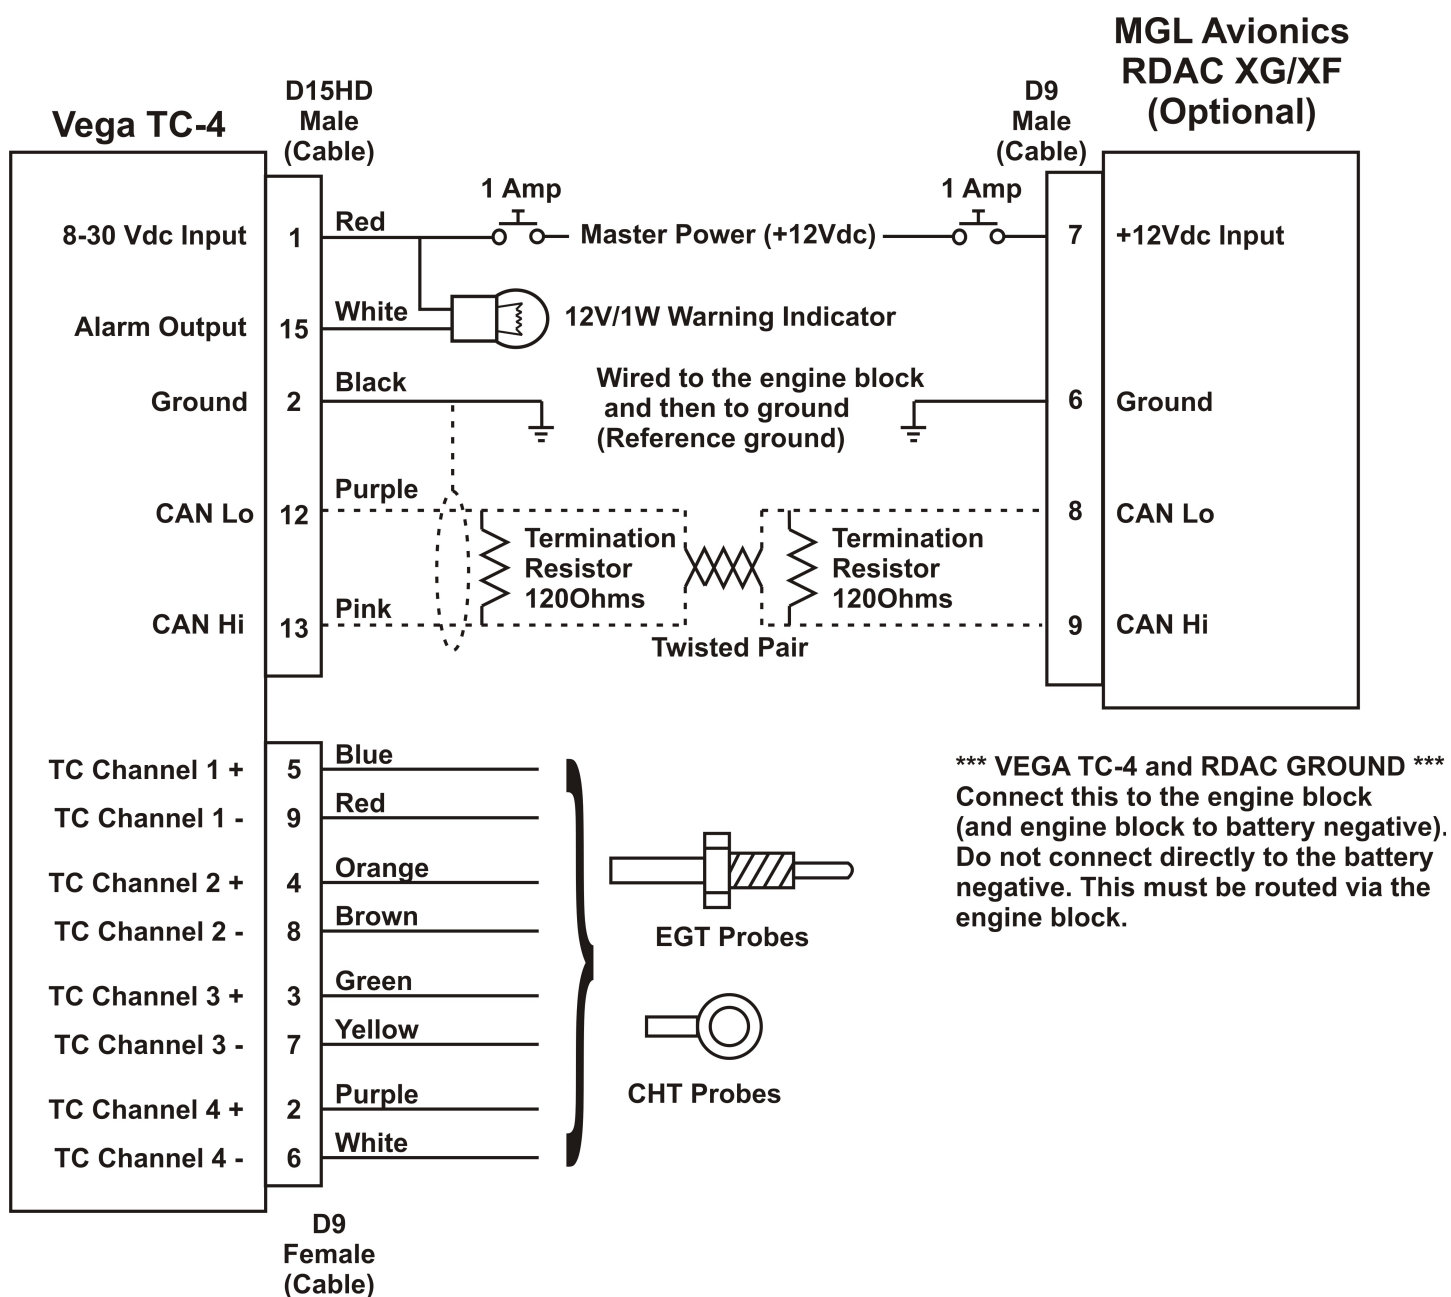 MGL Avionics
RDAC XG/XF
(Optional)
D15HD
Male
(Cable)
D9
Male
(Cable)
Vega TC-4
8-30 Vdc Input
1
Red
1 Amp
Master Power (+12Vdc)
1 Amp
7
+12Vdc Input
Alarm Output
15
White
12V/1W Warning Indicator
Ground
2
Black
Wired to the engine block
and then to ground
(Reference ground)
6
Ground
CAN Lo
12
Purple
Termination
Resistor
120Ohms
Termination
Resistor
120Ohms
8
CAN Lo
CAN Hi
13
Pink
Twisted Pair
9
CAN Hi
TC Channel 1 +
5
Blue
TC Channel 1 -
9
Red
TC Channel 2 +
4
Orange
TC Channel 2 -
8
Brown
TC Channel 3 +
3
Green
TC Channel 3 -
7
Yellow
TC Channel 4 +
2
Purple
TC Channel 4 -
6
White
D9
Female
(Cable)
EGT Probes
CHT Probes
*** VEGA TC-4 and RDAC GROUND ***
Connect this to the engine block
(and engine block to battery negative).
Do not connect directly to the battery
negative. This must be routed via the
engine block.